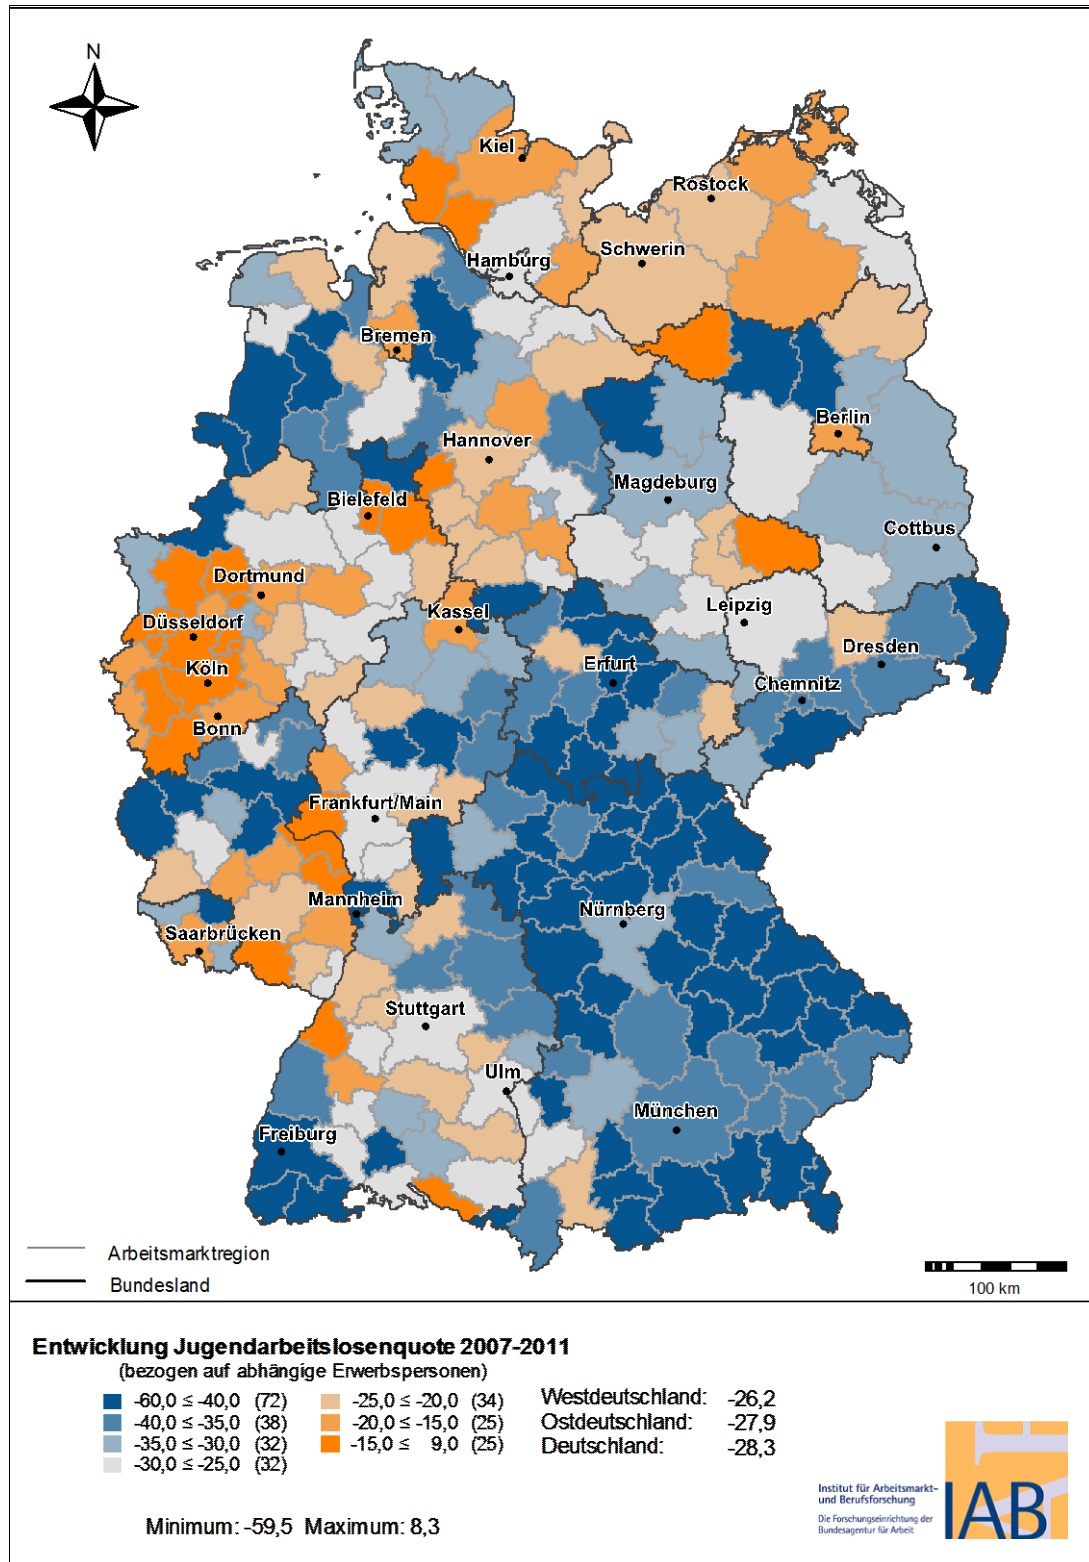 N
Kiel
Rostock
Schwerin
Hamburg
Bremen
Berlin
Hannover
Magdeburg
Bielefeld
Cottbus
Dortmund
Leipzig
Kassel
Düsseldorf
Dresden
Erfurt
Köln
Chemnitz
Bonn
Frankfurt/Main
Mannheim
Nürnberg
Saarbrücken
Stuttgart
Ulm
München
Freiburg
Arbeitsmarktregion
Bundesland
100 km
Entwicklung Jugendarbeitslosenquote 2007-2011
(bezogen auf abhängige Erwerbspersonen)
-60,0 ≤ -40,0 (72)
-40,0 ≤ -35,0 (38)
-35,0 ≤ -30,0 (32)
-30,0 ≤ -25,0 (32)
-25,0 ≤ -20,0 (34)
-20,0 ≤ -15,0 (25)
-15,0 ≤ 9,0 (25)
Westdeutschland: -26,2
Ostdeutschland: -27,9
Deutschland: -28,3
Minimum: -59,5 Maximum: 8,3
Institut für Arbeitsmarkt-
und Berufsforschung
Die Forschungseinrichtung der
Bundesagentur für Arbeit
IAB